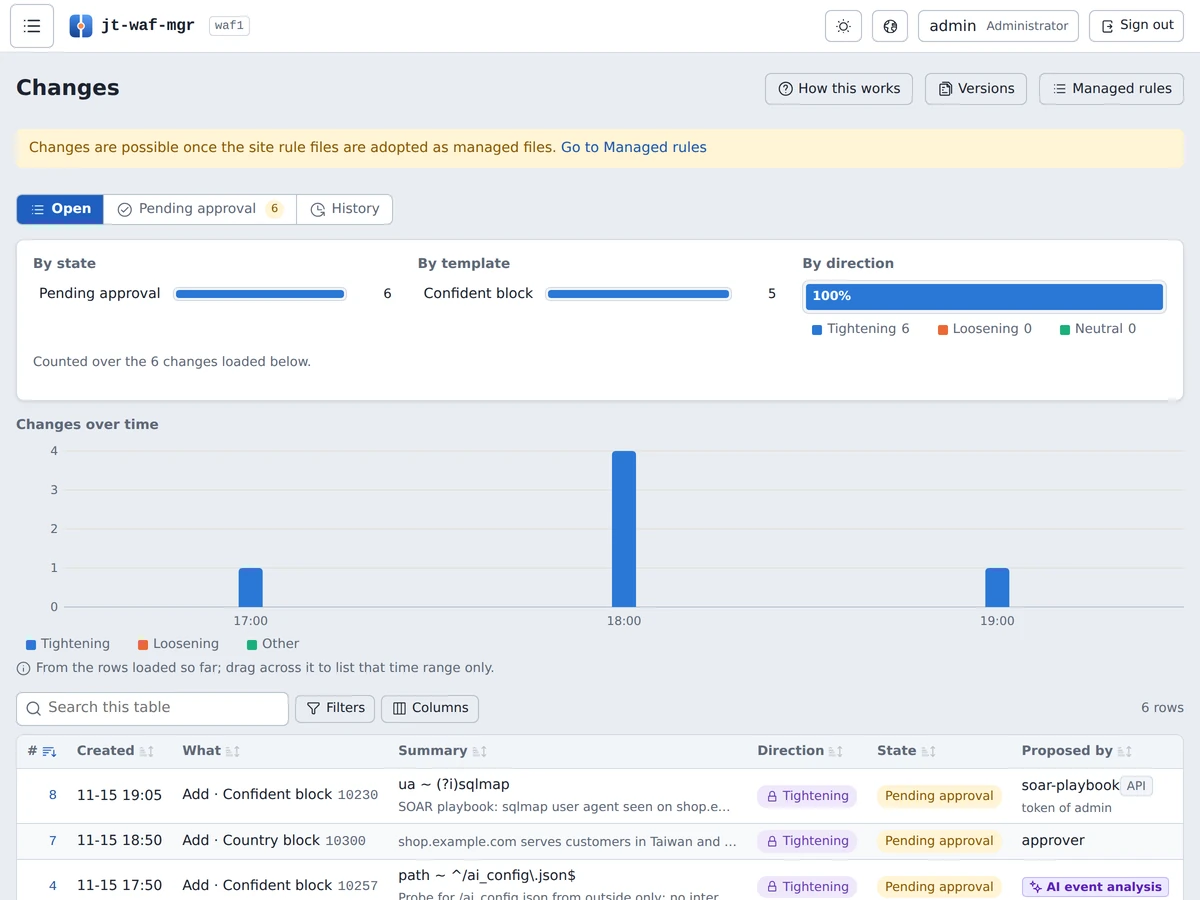 jt-waf-mgr waf1 admin Administrator Sign out
Changes How this works Versions Managed rules
Changes are possible once the site rule files are adopted as managed files. Go to Managed rules
Open Pending approval 6 History
By state By template By direction
Pending approval 6 Confident block 5 100%
Tightening 6 Loosening 0 Neutral 0
Counted over the 6 changes loaded below.
Changes over time
4
3
2
1
0
17:00 18:00 19:00
Tightening Loosening Other
From the rows loaded so far; drag across it to list that time range only.
Search this table Filters Columns 6 rows
# Created What Summary Direction State Proposed by
8 11-15 19:05 Add · Confident block 10230 ua ~ (?i)sqlmap Tightening Pending approval soar-playbook API
SOAR playbook: sqlmap user agent seen on shop.e... token of admin
7 11-15 18:50 Add · Country block 10300 shop.example.com serves customers in Taiwan and ... Tightening Pending approval approver
4 11-15 17:50 Add · Confident block 10257 path ~ ^/ai_config\.json$ Tightening Pending approval AI event analysis
Probe for /ai_config.json from outside only; no inter